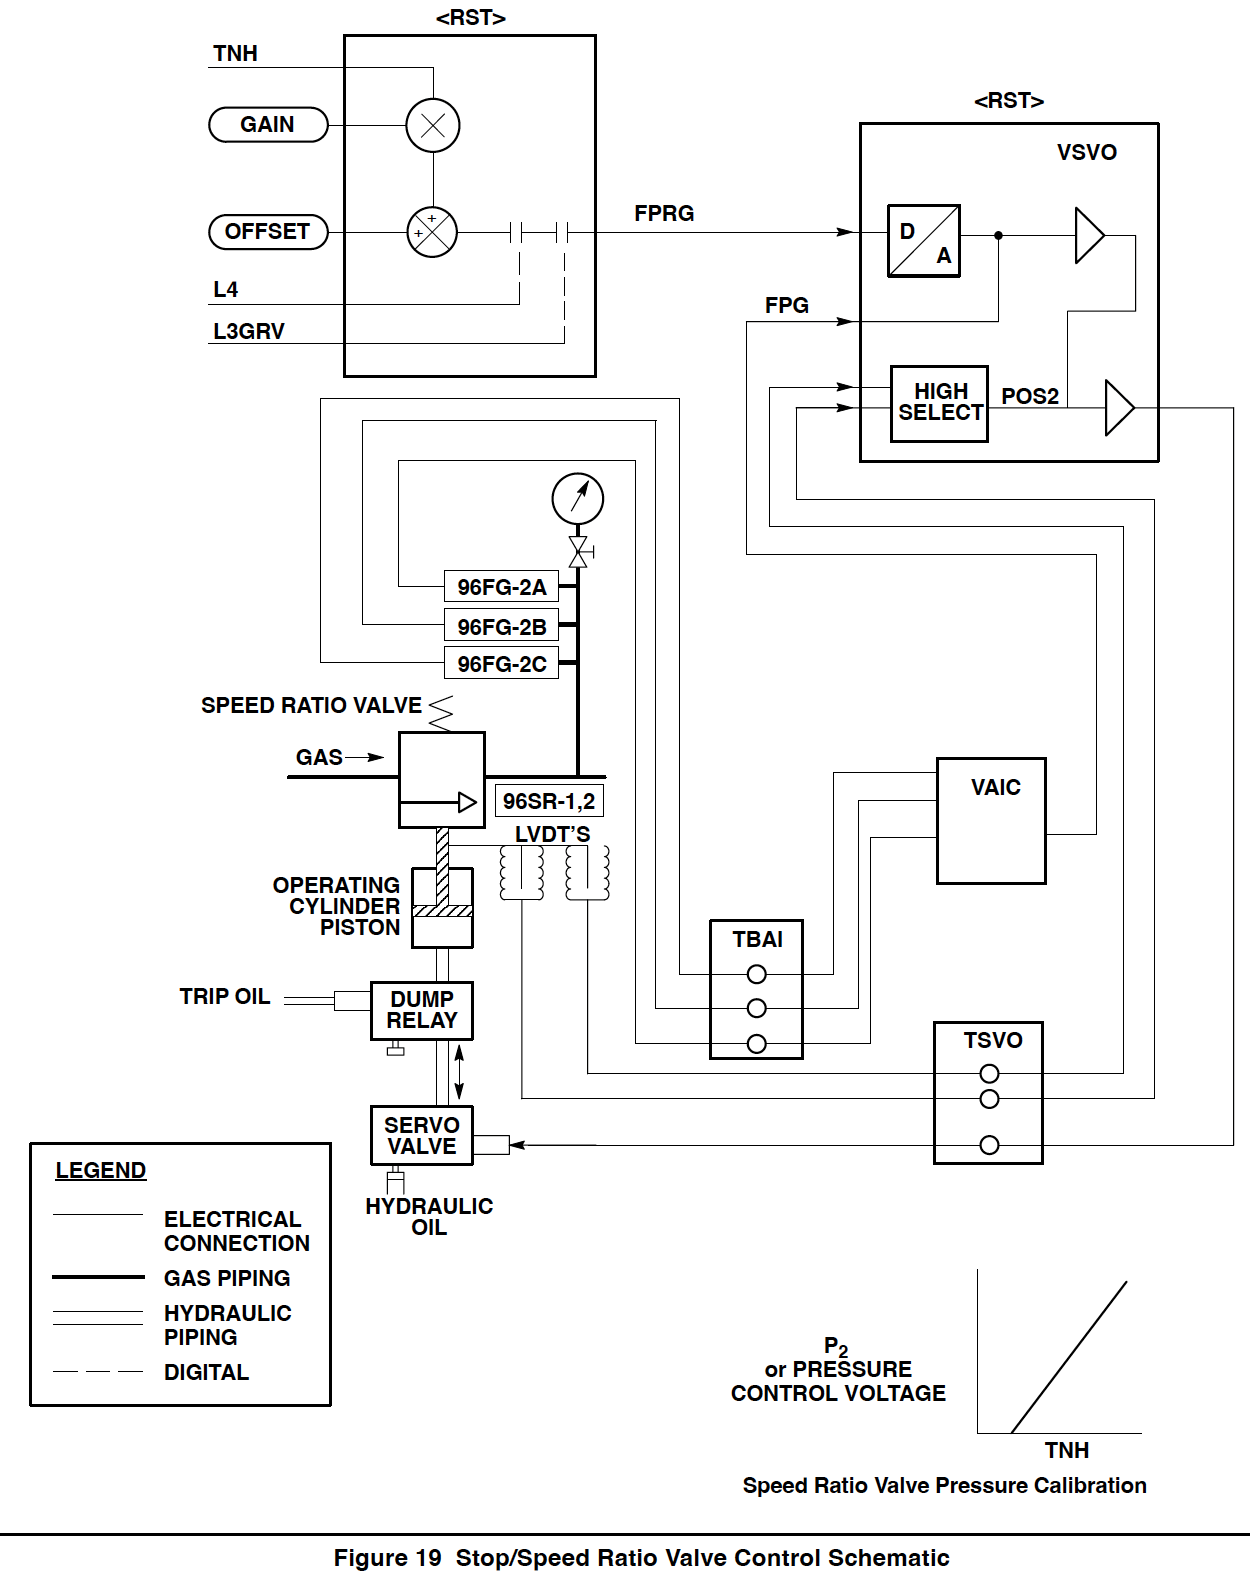 <RST>
TNH
GAIN
OFFSET
+
+
L4
L3GRV
FPRG
<RST>
VSVO
D
A
FPG
HIGH
SELECT
POS2
96FG-2A
96FG-2B
96FG-2C
SPEED RATIO VALVE
GAS
96SR-1,2
LVDT'S
VAIC
OPERATING
CYLINDER
PISTON
TBAI
TRIP OIL
DUMP
RELAY
TSVO
SERVO
VALVE
HYDRAULIC
OIL
LEGEND
ELECTRICAL
CONNECTION
GAS PIPING
HYDRAULIC
PIPING
DIGITAL
P2
or PRESSURE
CONTROL VOLTAGE
TNH
Speed Ratio Valve Pressure Calibration
Figure 19 Stop/Speed Ratio Valve Control Schematic